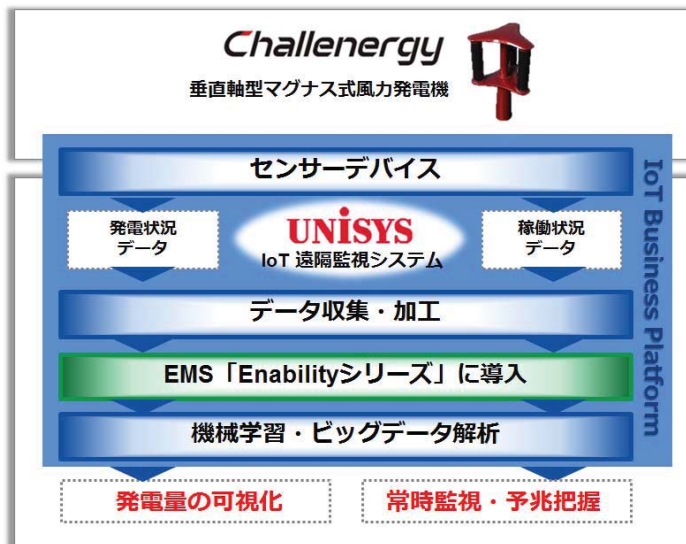 Challenergy
垂直軸型マグナス式風力発電機
センサーデバイス
発電状況
データ
UNiSYS
IoT 遠隔監視システム
稼働状況
データ
データ収集・加工
EMS「Enabilityシリーズ」に導入
機械学習・ビッグデータ解析
IoT Business Platform
発電量の可視化
常時監視・予兆把握